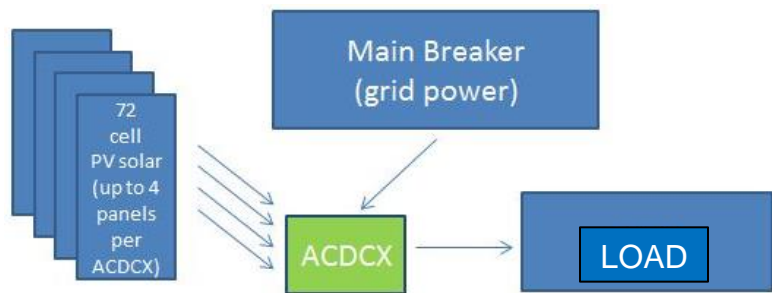 72
cell
PV solar
(up to 4
panels
per
ACDCX)
Main Breaker
(grid power)
ACDCX
LOAD